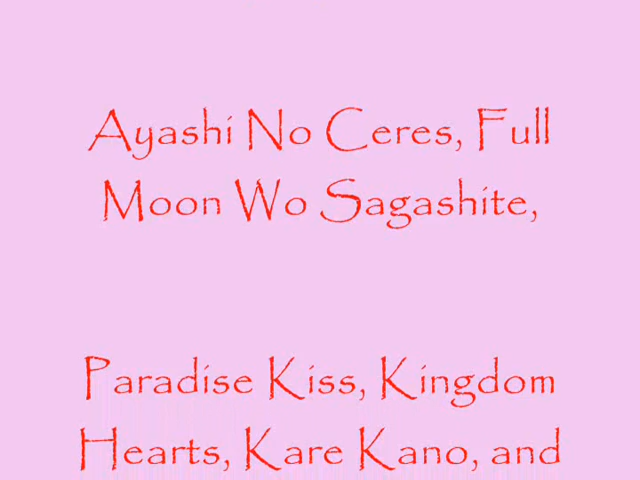 Ayashi No Ceres, Full
Moon Wo Sagashite,
Paradise Kiss, Kingdom
Hearts, Kare Kano, and